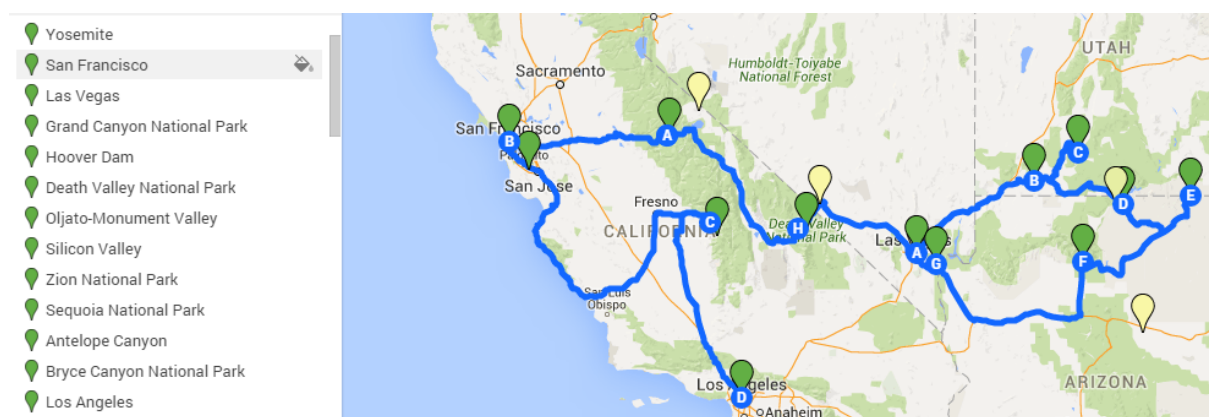 Yosemite
San Francisco
Las Vegas
Grand Canyon National Park
Hoover Dam
Death Valley National Park
Oljato-Monument Valley
Silicon Valley
Zion National Park
Sequoia National Park
Antelope Canyon
Bryce Canyon National Park
Los Angeles
UTAH
Humboldt-Toiyabe
National Forest
Sacramento
San Francisco
A
B
C
San Jose
B
Fresno
D
E
CALIFORNIA
C
H
Death Valley
National Park
Las
A
G
F
San Luis
Obispo
ARIZONA
Los Angeles
D
Anaheim